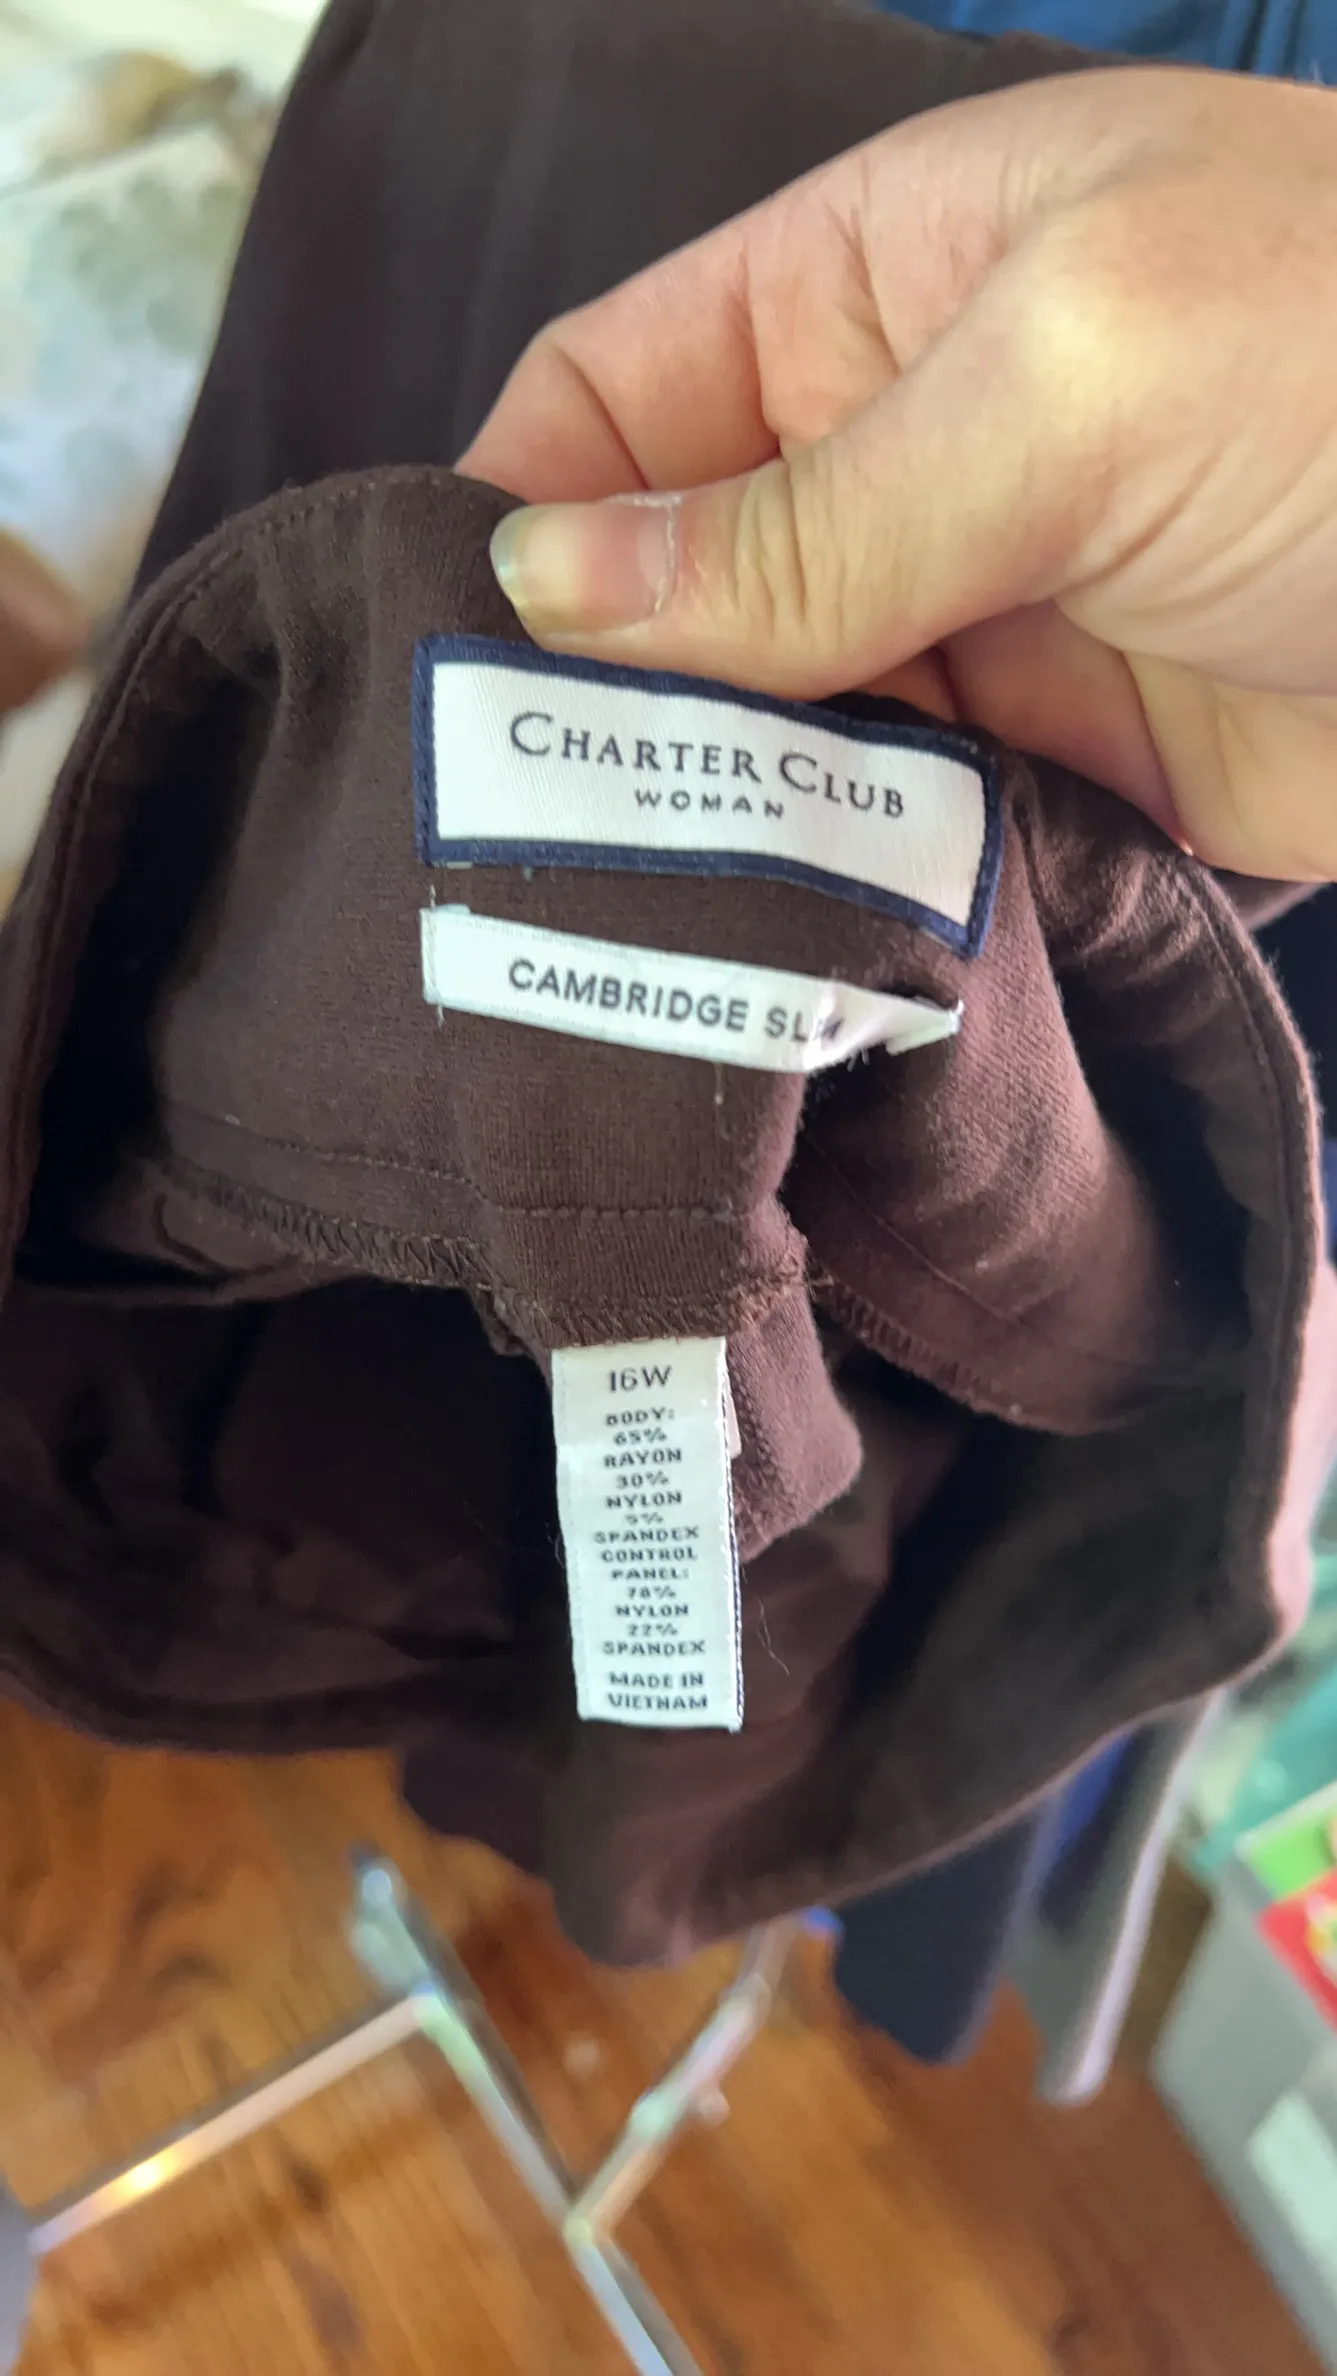 CHARTER CLUB
WOMAN
CAMBRIDGE SLIM
16W
BODY:
65%
RAYON
30%
NYLON
5%
SPANDEX
CONTROL
PANEL:
78%
NYLON
22%
SPANDEX
MADE IN
VIETNAM